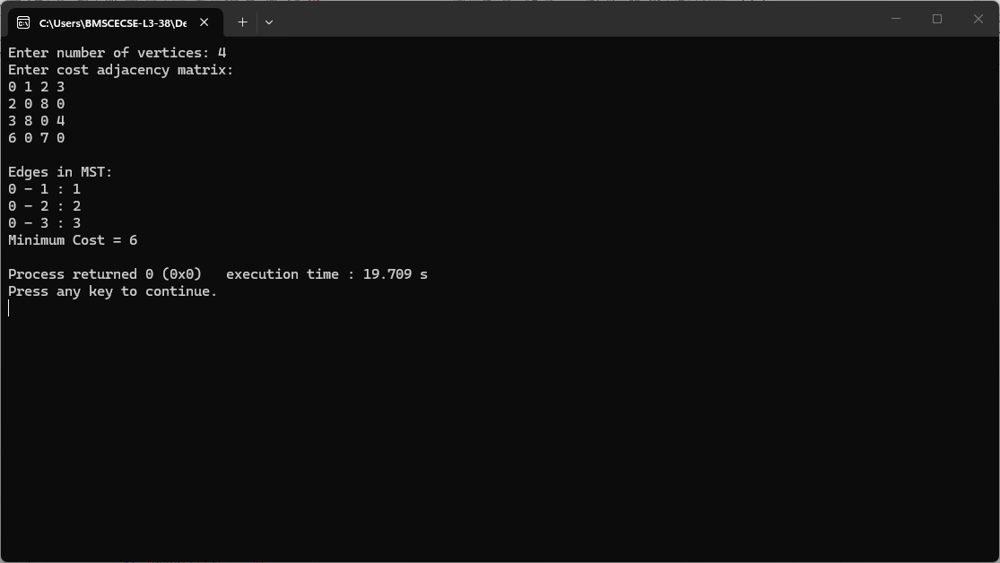 C:\Users\BMSCECSE-L3-38\De
Enter number of vertices: 4
Enter cost adjacency matrix:
0 1 2 3
2 0 8 0
3 8 0 4
6 0 7 0
Edges in MST:
0 - 1 : 1
0 - 2 : 2
0 - 3 : 3
Minimum Cost = 6
Process returned 0 (0x0)   execution time : 19.709 s
Press any key to continue.